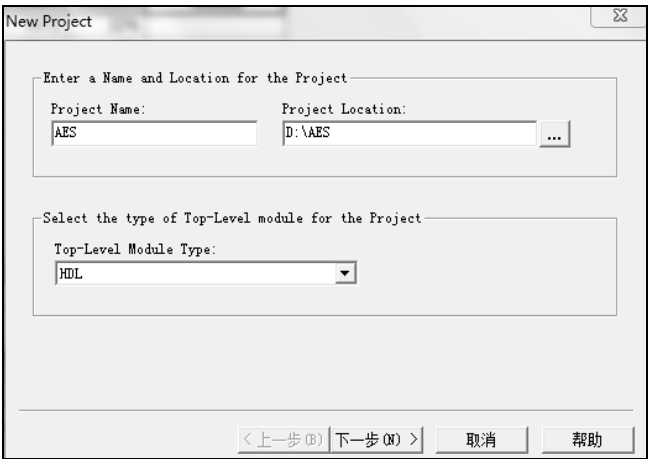 New Project
Enter a Name and Location for the Project
Project Name: Project Location:
AES D:\AES ...
Select the type of Top-Level module for the Project
Top-Level Module Type:
HDL
< 上一步(B) 下一步(N) > 取消 帮助